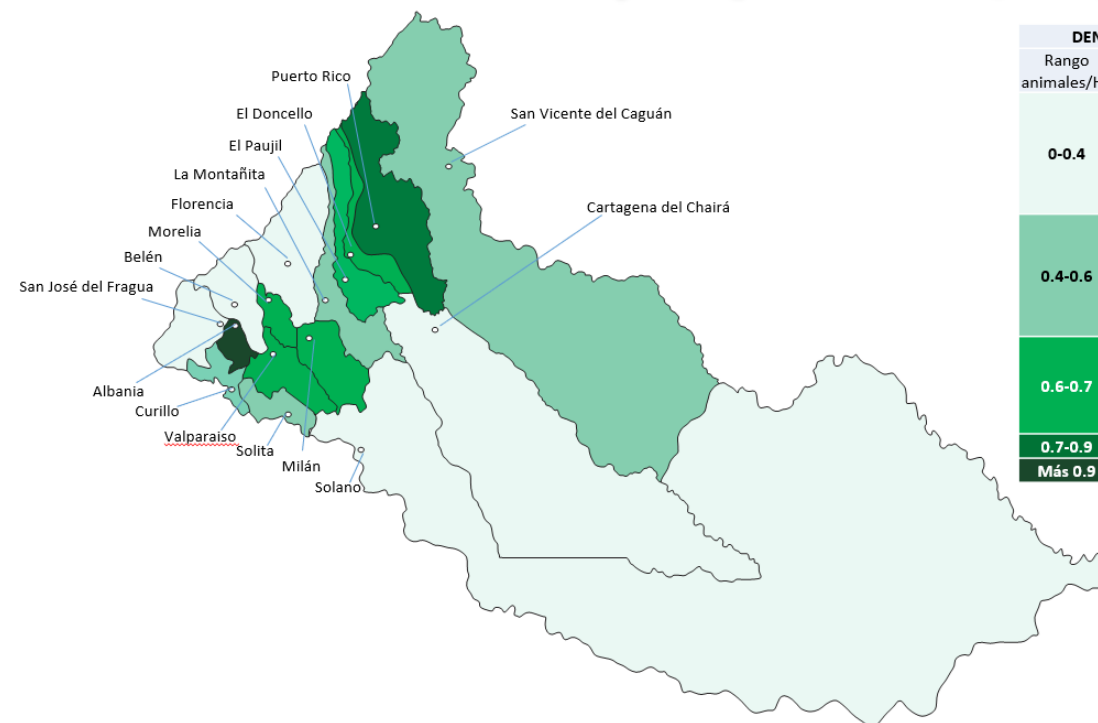 Puerto Rico
El Doncello
El Paujil
La Montañita
Florencia
Morelia
Belén
San José del Fragua
San Vicente del Caguán
Cartagena del Chairá
Albania
Curillo
Valparaiso
Solita
Milán
Solano
Rango
animales/
0-0.4
0.4-0.6
0.6-0.7
0.7-0.9
Más 0.9